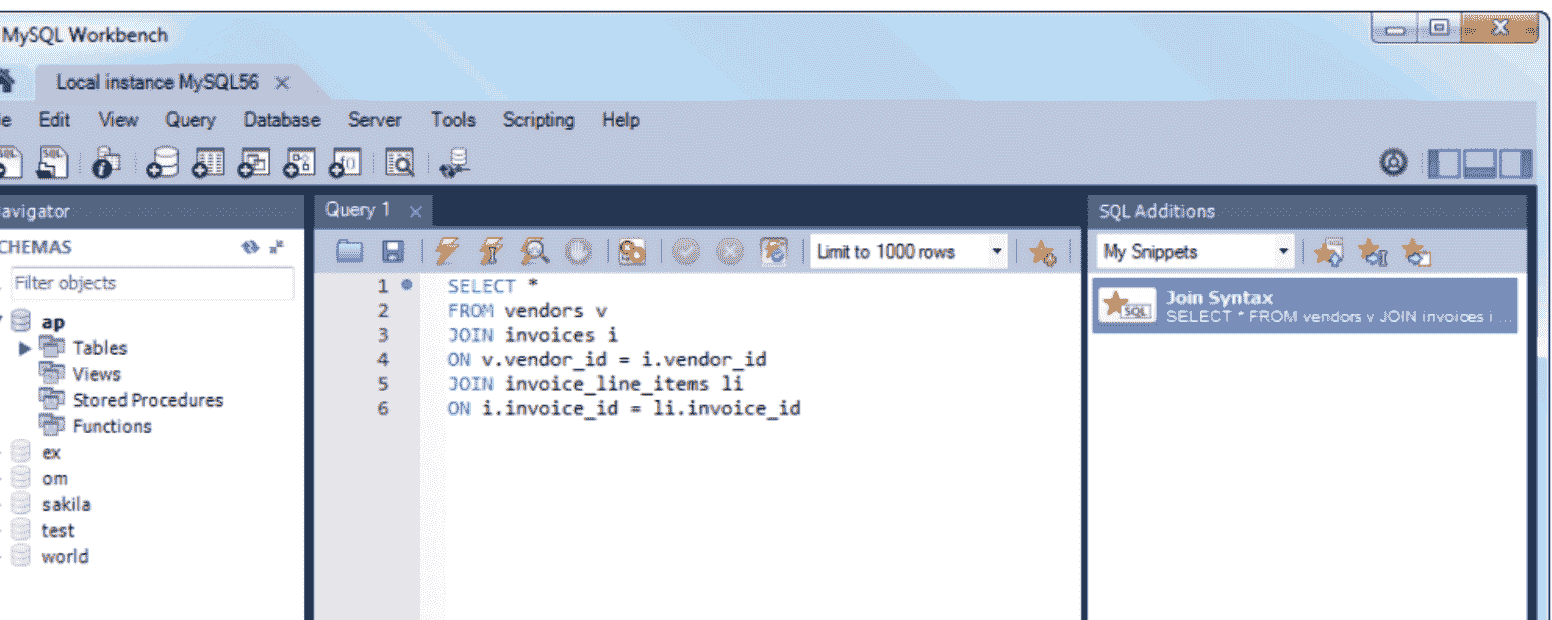 MySQL Workbench
Local instance MySQL56
Edit View Query Database Server Tools Scripting Help
avigator
CHEMAS
Filter objects
ap
Tables
Views
Stored Procedures
Functions
ex
om
sakila
test
world
Query 1
Limit to 1000 rows
1 SELECT *
2 FROM vendors v
3 JOIN invoices i
4 ON v.vendor_id = i.vendor_id
5 JOIN invoice_line_items li
6 ON i.invoice_id = li.invoice_id
SQL Additions
My Snippets
SQL
Join Syntax
SELECT * FROM vendors v JOIN invoices i ...